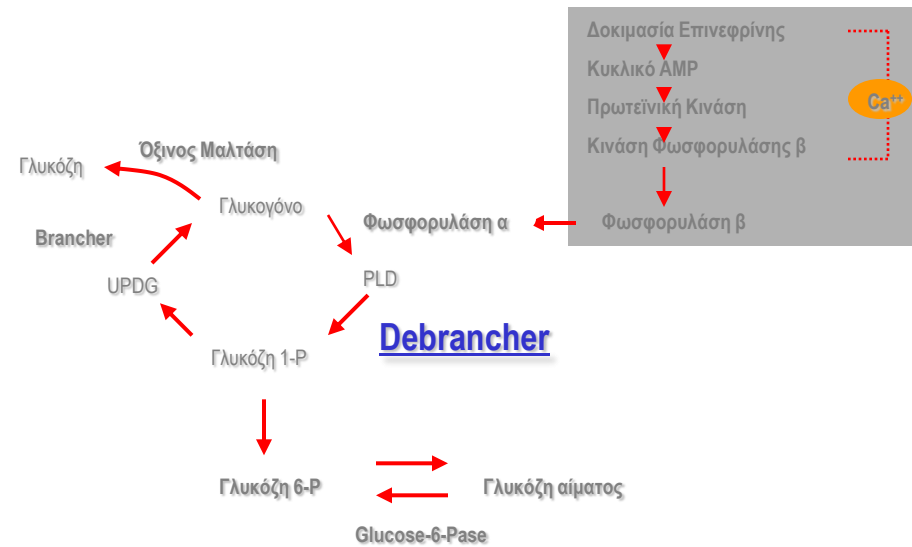 Δοκιμασία Επινεφρίνης
Κυκλικό AMP
Ca++
Πρωτεϊνική Κινάση
Κινάση Φωσφορυλάσης β
Όξινος Μαλτάση
Γλυκόζη
Γλυκογόνο
Φωσφορυλάση α
Φωσφορυλάση β
Brancher
UPDG
PLD
Debrancher
Γλυκόζη 1-P
Γλυκόζη 6-P
Γλυκόζη αίματος
Glucose-6-Pase